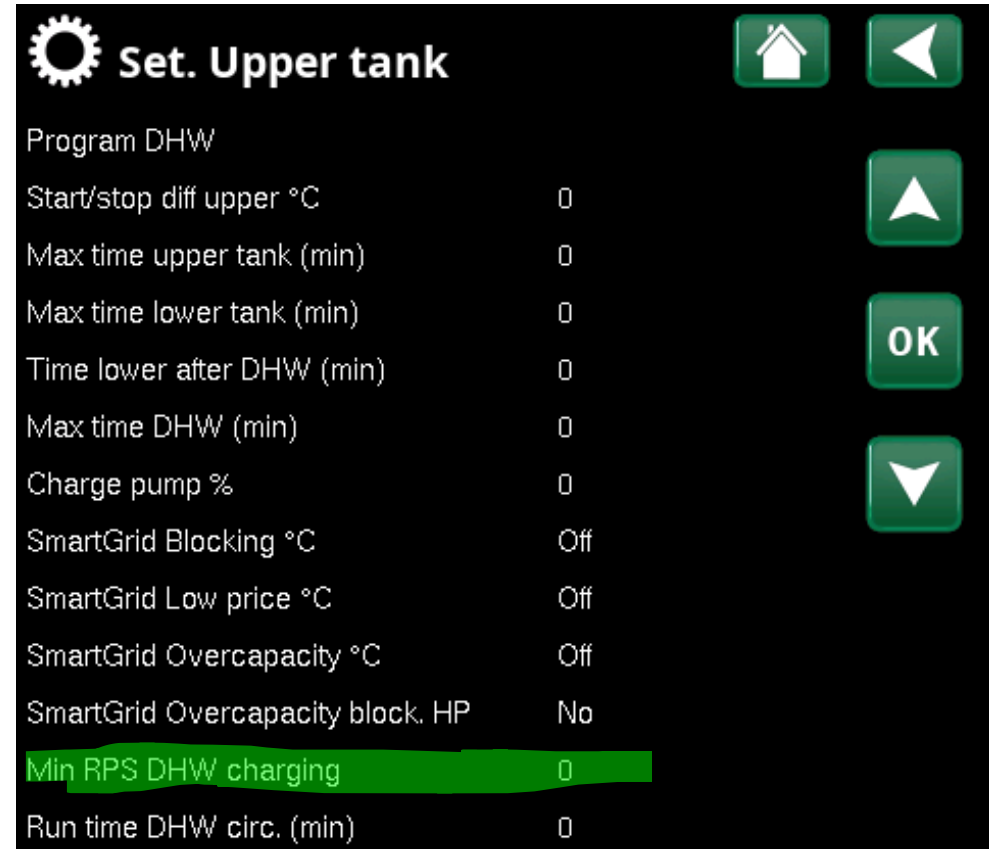 Set. Upper tank
Program DHW
Start/stop diff upper °C 0
Max time upper tank (min) 0
Max time lower tank (min) 0
OK
Time lower after DHW (min) 0
Max time DHW (min) 0
Charge pump % 0
SmartGrid Blocking °C Off
SmartGrid Low price °C Off
SmartGrid Overcapacity °C Off
SmartGrid Overcapacity block. HP No
Min RPS DHW charging 0
Run time DHW circ. (min) 0